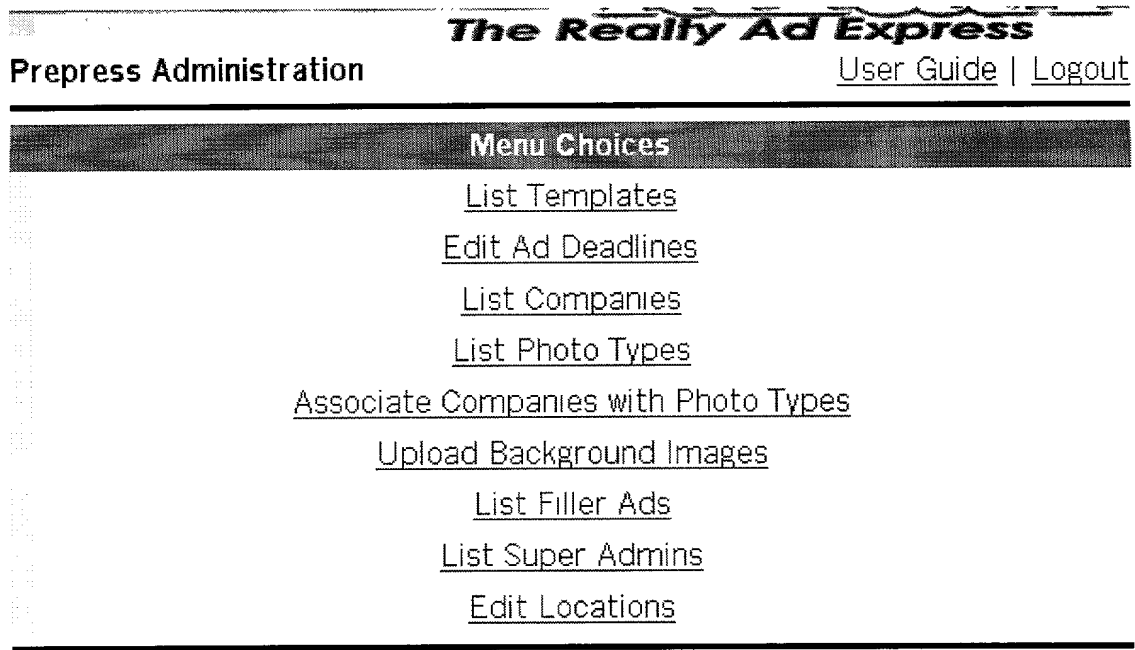 The Realty Ad Express
Prepress Administration
User Guide | Logout
Menu Choices
List Templates
Edit Ad Deadlines
List Companies
List Photo Types
Associate Companies with Photo Types
Upload Background Images
List Filler Ads
List Super Admins
Edit Locations